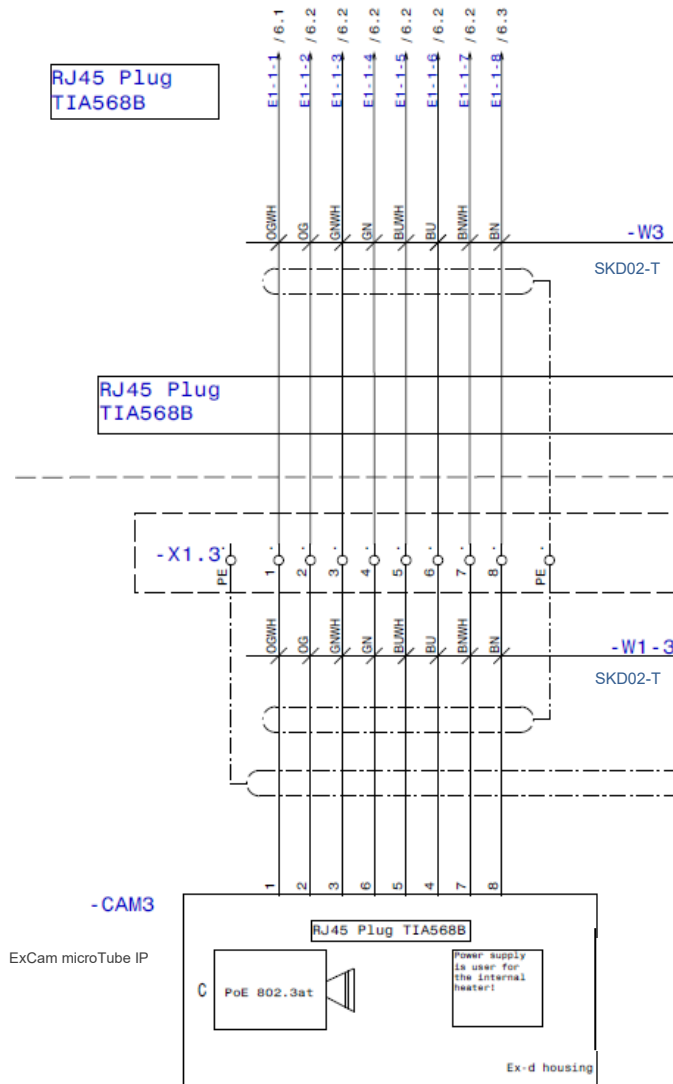 /6.1 /6.2 /6.2 /6.2 /6.2 /6.2 /6.2 /6.3
RJ45 Plug
TIA568B
E1-1-1 E1-1-2 E1-1-3 E1-1-4 E1-1-5 E1-1-6 E1-1-7 E1-1-8
OGWH OG GNWH GN BUWH BU BNWH BN
-W3
SKD02-T
RJ45 Plug
TIA568B
-X1.3
PE 1 2 3 4 5 6 7 8 PE
OGWH OG GNWH GN BUWH BU BNWH BN
-W1-3
SKD02-T
1 2 3 6 5 4 7 8
-CAM3
RJ45 Plug TIA568B
ExCam microTube IP
C
PoE 802.3at
Power supply
is user for
the internal
heater!
Ex-d housing